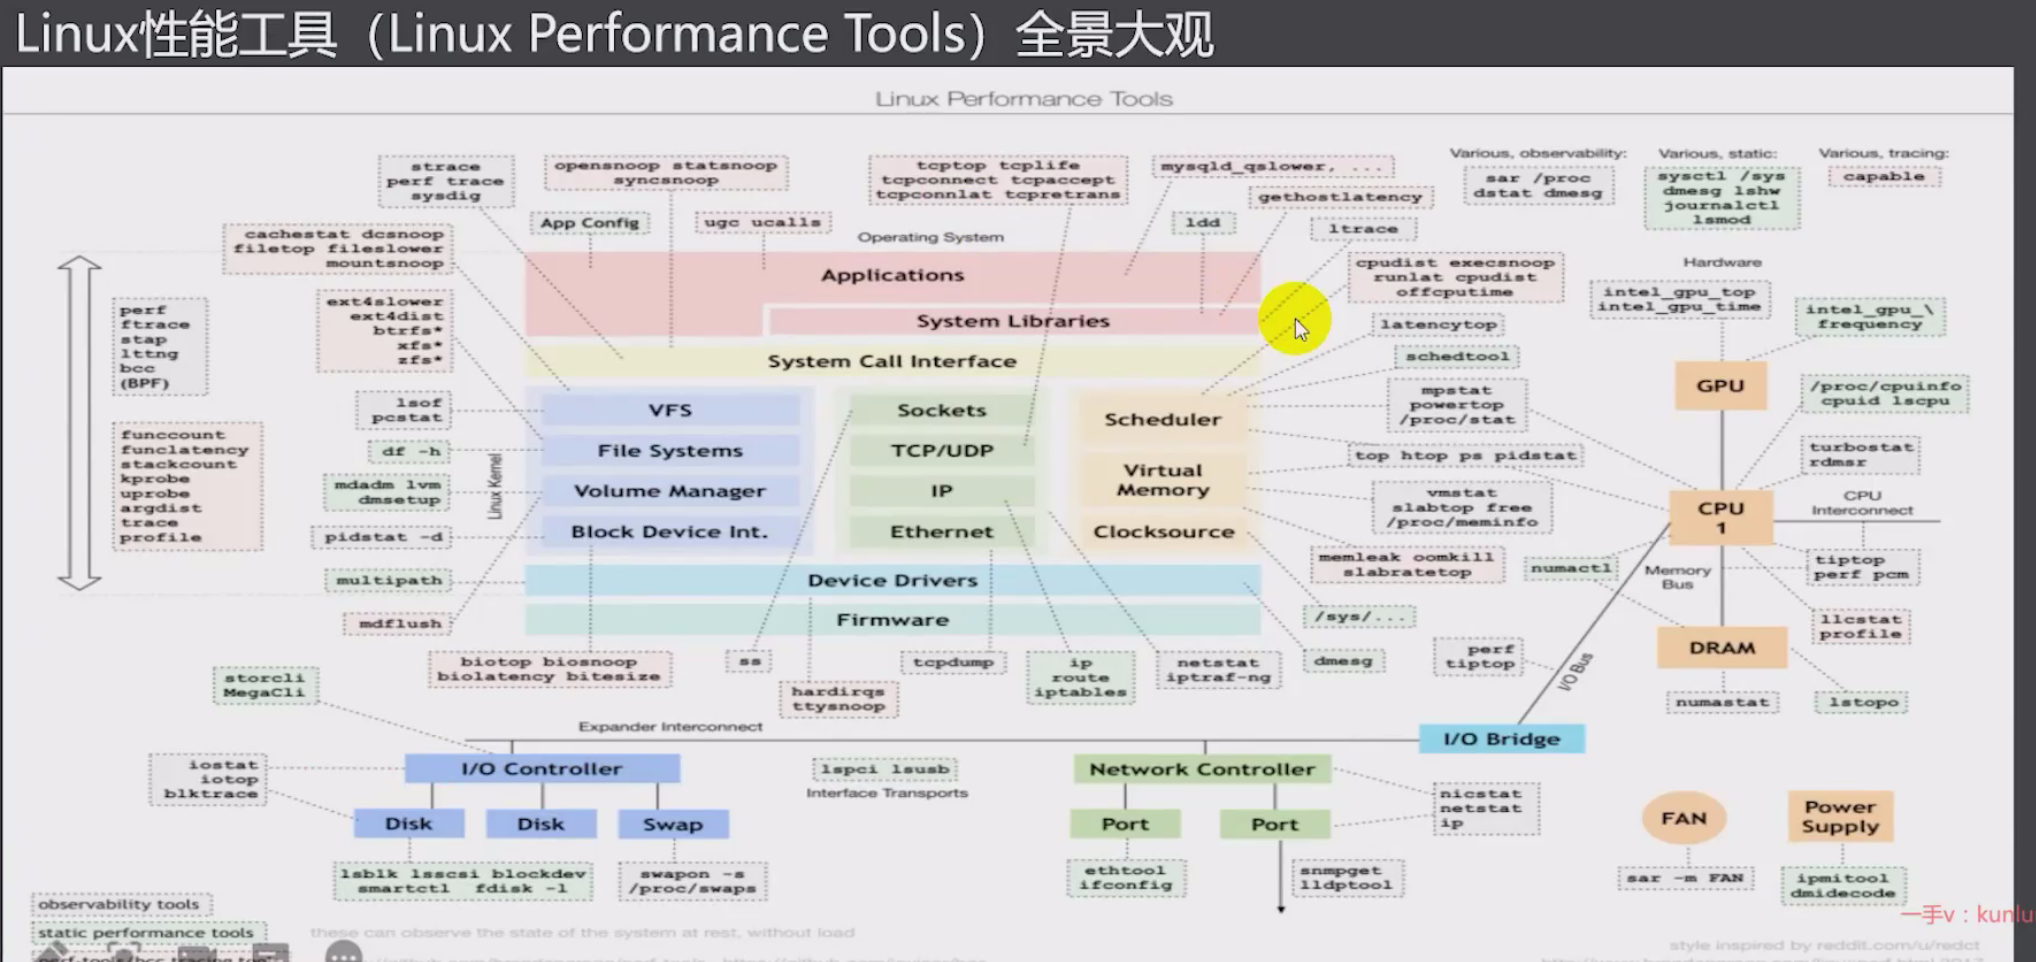 Linux性能工具（Linux Performance Tools）全景大观
Linux Performance Tools
strace
perf trace
sysdig
opensnoop statsnoop
syncsnoop
tcptop tcplife
tcpconnect tcpaccept
tcpconnlat tcpretrans
mysqld_qslower, ...
gethostlatency
Various, observability:
sar /proc
dstat dmesg
Various, static:
sysctl /sys
dmesg lshw
journalctl
lsmod
Various, tracing:
capable
App Config
ugc ucalls
ldd
ltrace
Operating System
Hardware
cachestat dcsnoop
filetop fileslower
mountsnoop
ext4slower
ext4dist
btrfs*
xfs*
zfs*
perf
ftrace
stap
lttng
bcc
(BPF)
funccount
funclatency
stackcount
kprobe
uprobe
argdist
trace
profile
lsof
pcstat
df -h
mdadm lvm
dmsetup
pidstat -d
multipath
mdflush
Linux Kernel
Applications
System Libraries
System Call Interface
VFS
File Systems
Volume Manager
Block Device Int.
Sockets
TCP/UDP
IP
Ethernet
Scheduler
Virtual
Memory
Clocksource
Device Drivers
Firmware
cpudist execsnoop
runlat cpudist
offcputime
latencytop
schedtool
mpstat
powertop
/proc/stat
top htop ps pidstat
vmstat
slabtop free
/proc/meminfo
memleak oomkill
slabratetop
/sys/...
dmesg
intel_gpu_top
intel_gpu_time
intel_gpu_\
frequency
GPU
/proc/cpuinfo
cpuid lscpu
turbostat
rdmsr
CPU
1
CPU
Interconnect
numactl
Memory
Bus
tiptop
perf pcm
llcstat
profile
perf
tiptop
I/O Bus
DRAM
numastat
lstopo
storcli
MegaCli
biotop biosnoop
biolatency bitesize
ss
hardirqs
ttysnoop
tcpdump
ip
route
iptables
netstat
iptraf-ng
Expander Interconnect
I/O Bridge
iostat
iotop
blktrace
I/O Controller
lspci lsusb
Interface Transports
Network Controller
nicstat
netstat
ip
Disk
Disk
Swap
Port
Port
FAN
Power
Supply
lsblk lsscsi blockdev
smartctl fdisk -l
swapon -s
/proc/swaps
ethtool
ifconfig
snmpget
lldptool
sar -m FAN
ipmitool
dmidecode
observability tools
static performance tools
these can observe the state of the system at rest, without load
一手v：kunlu
style inspired by reddit.com/u/redct